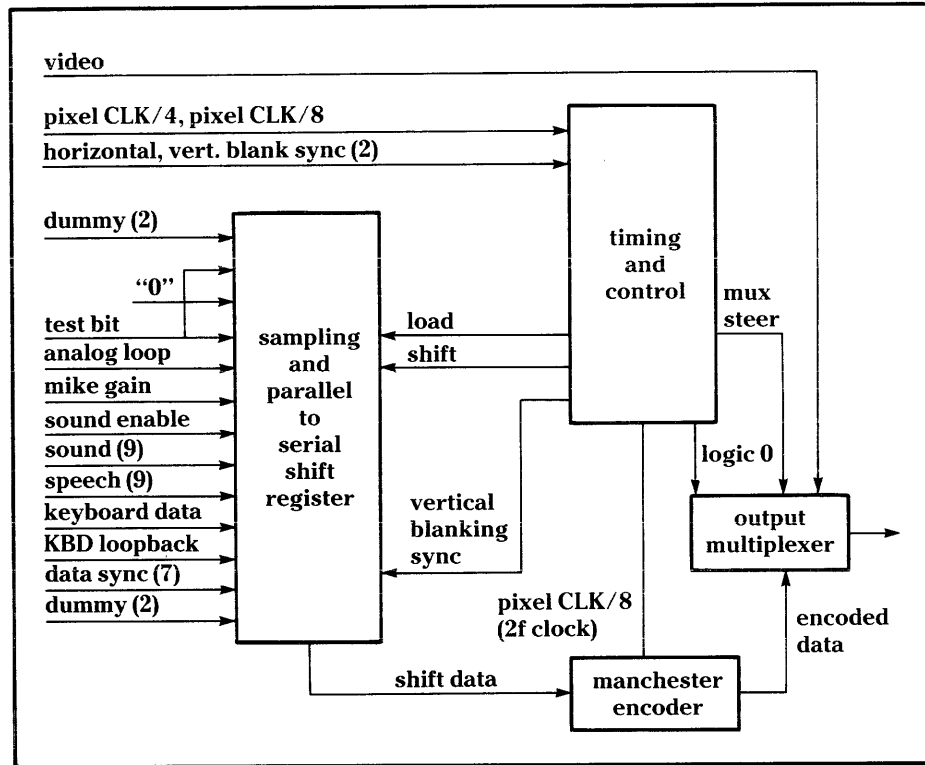 video
pixel CLK/4, pixel CLK/8
horizontal, vert. blank sync (2)
dummy (2)
“0”
test bit
analog loop
mike gain
sound enable
sound (9)
speech (9)
keyboard data
KBD loopback
data sync (7)
dummy (2)
sampling
and
parallel
to
serial
shift
register
load
shift
vertical
blanking
sync
timing
and
control
mux
steer
logic 0
output
multiplexer
pixel CLK/8
(2f clock)
encoded
data
shift data
manchester
encoder